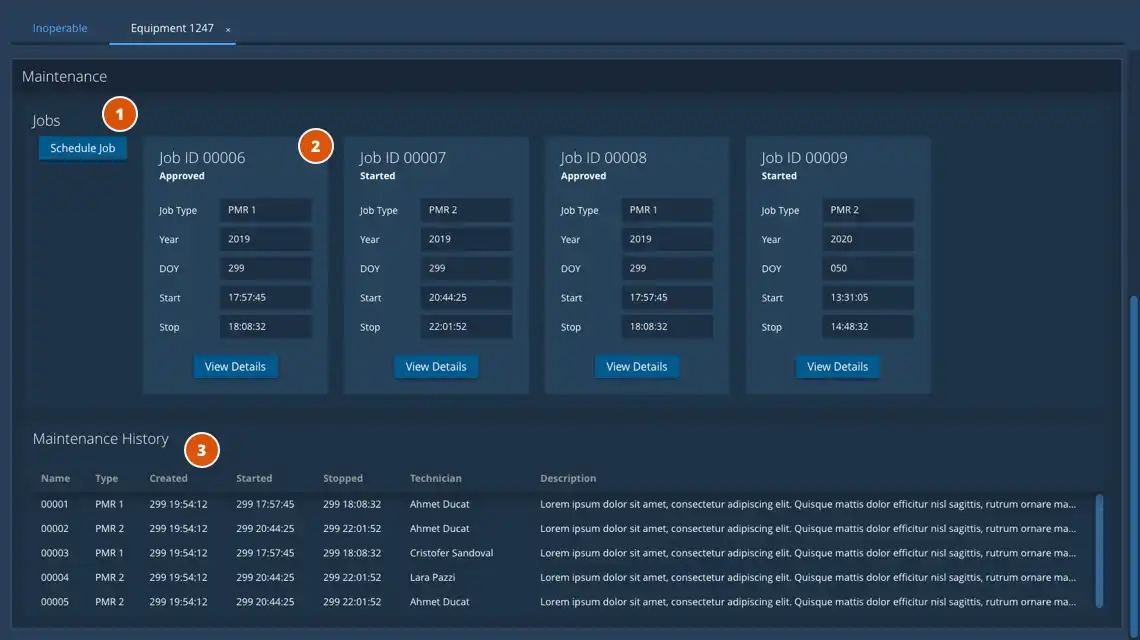 Inoperable Equipment 1247 ×
Maintenance
Jobs 1
Schedule Job
2
Job ID 00006
Approved
Job Type PMR 1
Year 2019
DOY 299
Start 17:57:45
Stop 18:08:32
View Details
Job ID 00007
Started
Job Type PMR 2
Year 2019
DOY 299
Start 20:44:25
Stop 22:01:52
View Details
Job ID 00008
Approved
Job Type PMR 1
Year 2019
DOY 299
Start 17:57:45
Stop 18:08:32
View Details
Job ID 00009
Started
Job Type PMR 2
Year 2020
DOY 050
Start 13:31:05
Stop 14:48:32
View Details
Maintenance History 3
Name Type Created Started Stopped Technician Description
00001 PMR 1 299 19:54:12 299 17:57:45 299 18:08:32 Ahmet Ducat Lorem ipsum dolor sit amet, consectetur adipiscing elit. Quisque mattis dolor efficitur nisl sagittis, rutrum ornare ma...
00002 PMR 2 299 19:54:12 299 20:44:25 299 22:01:52 Ahmet Ducat Lorem ipsum dolor sit amet, consectetur adipiscing elit. Quisque mattis dolor efficitur nisl sagittis, rutrum ornare ma...
00003 PMR 1 299 19:54:12 299 17:57:45 299 18:08:32 Cristofer Sandoval Lorem ipsum dolor sit amet, consectetur adipiscing elit. Quisque mattis dolor efficitur nisl sagittis, rutrum ornare ma...
00004 PMR 2 299 19:54:12 299 20:44:25 299 22:01:52 Lara Pazzi Lorem ipsum dolor sit amet, consectetur adipiscing elit. Quisque mattis dolor efficitur nisl sagittis, rutrum ornare ma...
00005 PMR 2 299 19:54:12 299 20:44:25 299 22:01:52 Ahmet Ducat Lorem ipsum dolor sit amet, consectetur adipiscing elit. Quisque mattis dolor efficitur nisl sagittis, rutrum ornare ma...